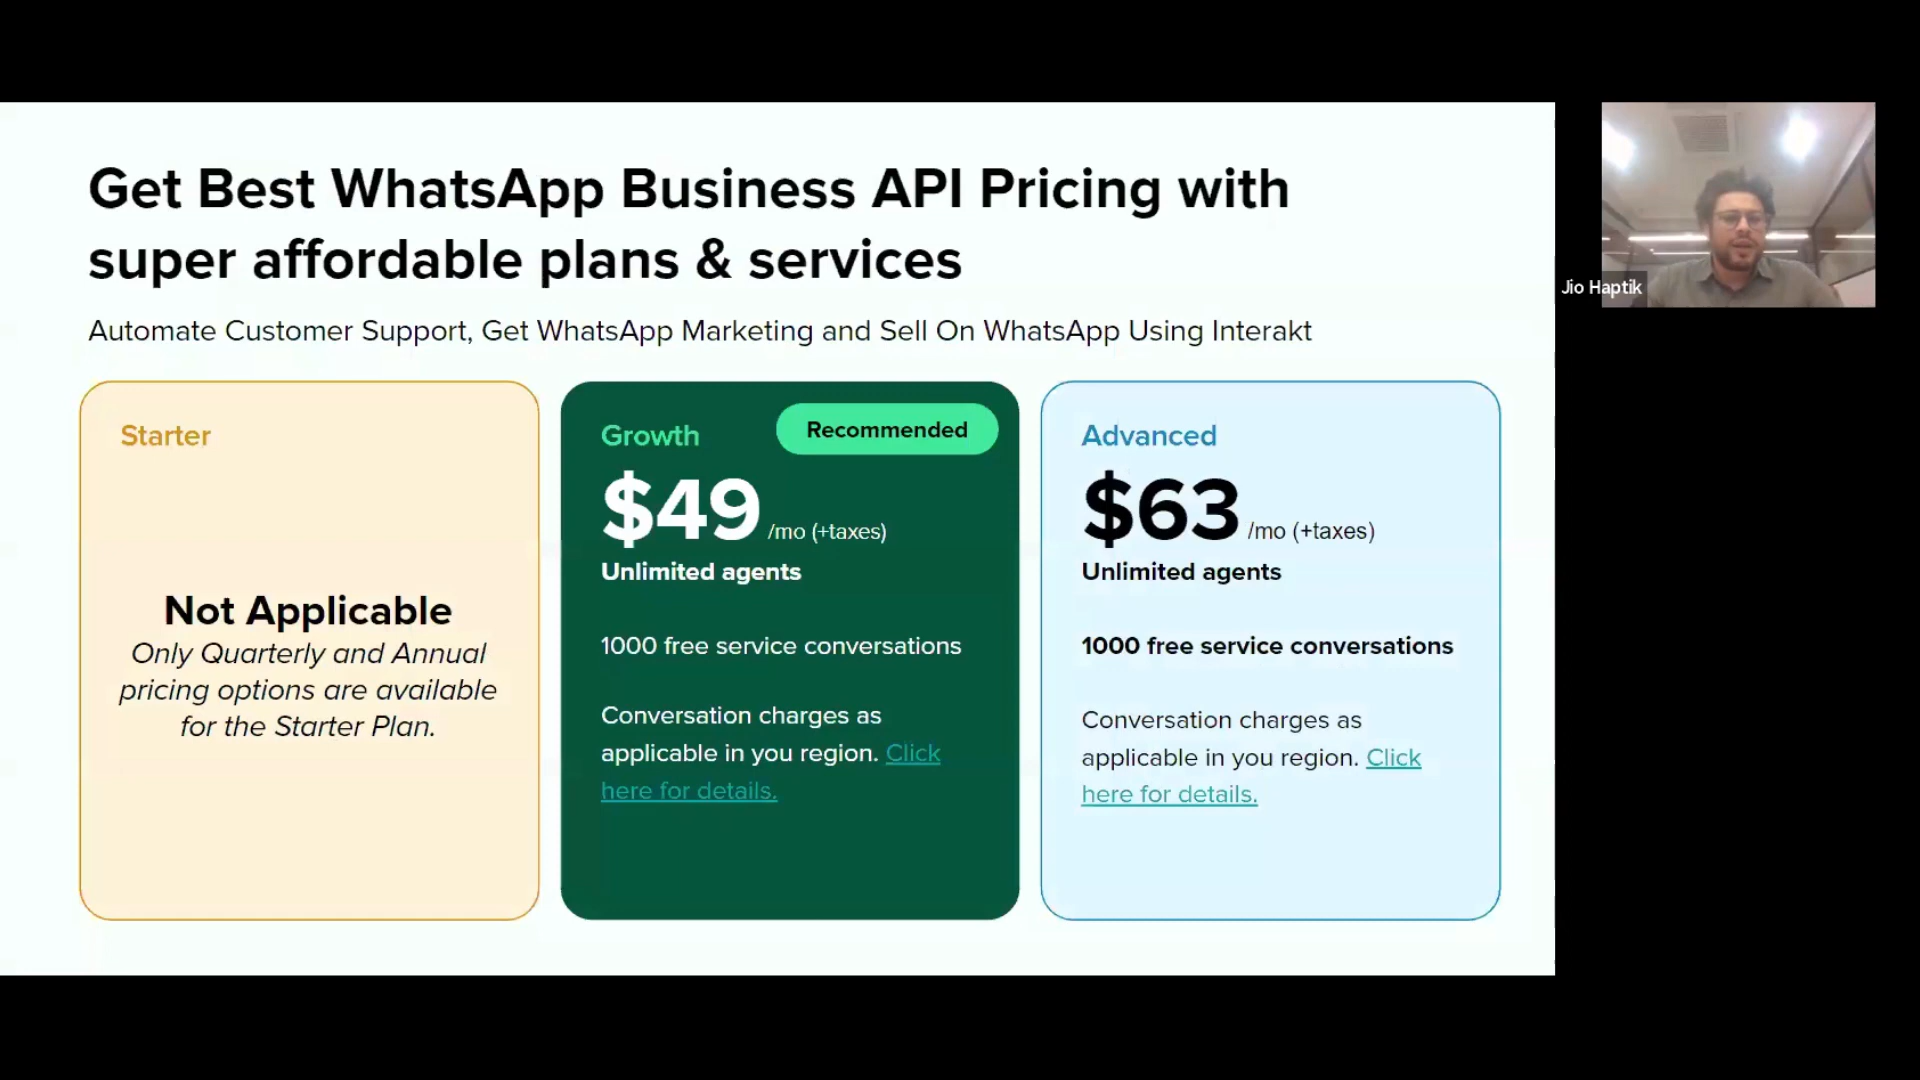 Get Best WhatsApp Business API Pricing with
super affordable plans & services
Automate Customer Support, Get WhatsApp Marketing and Sell On WhatsApp Using Interakt
Starter
Not Applicable
Only Quarterly and Annual
pricing options are available
for the Starter Plan.
Growth
Recommended
$49 /mo (+taxes)
Unlimited agents
1000 free service conversations
Conversation charges as
applicable in you region. Click
here for details.
Advanced
$63 /mo (+taxes)
Unlimited agents
1000 free service conversations
Conversation charges as
applicable in you region. Click
here for details.
Jio Haptik